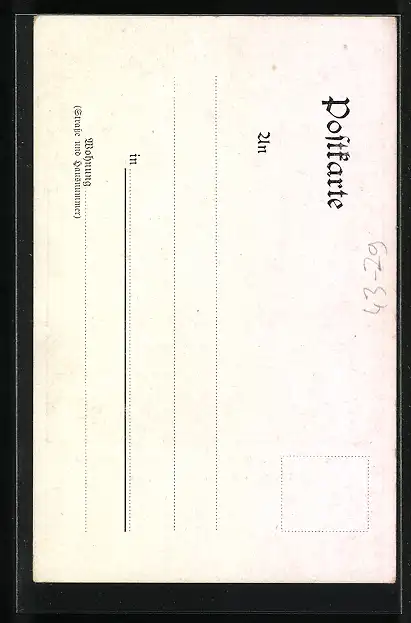 Postkarte
An
in
Wohnung
(Straße und Hausnummer)
43-29